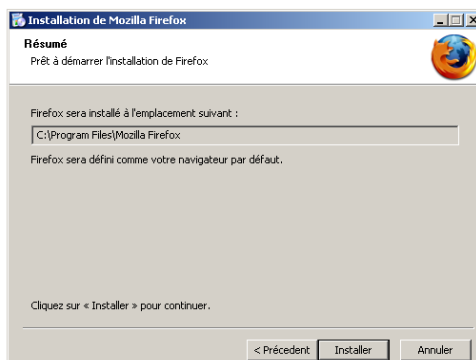 Installation de Mozilla Firefox
Résumé
Prêt à démarrer l'installation de Firefox
Firefox sera installé à l'emplacement suivant :
C:\Program Files\Mozilla Firefox
Firefox sera défini comme votre navigateur par défaut.
Cliquez sur « Installer » pour continuer.
< Précédent Installer Annuler